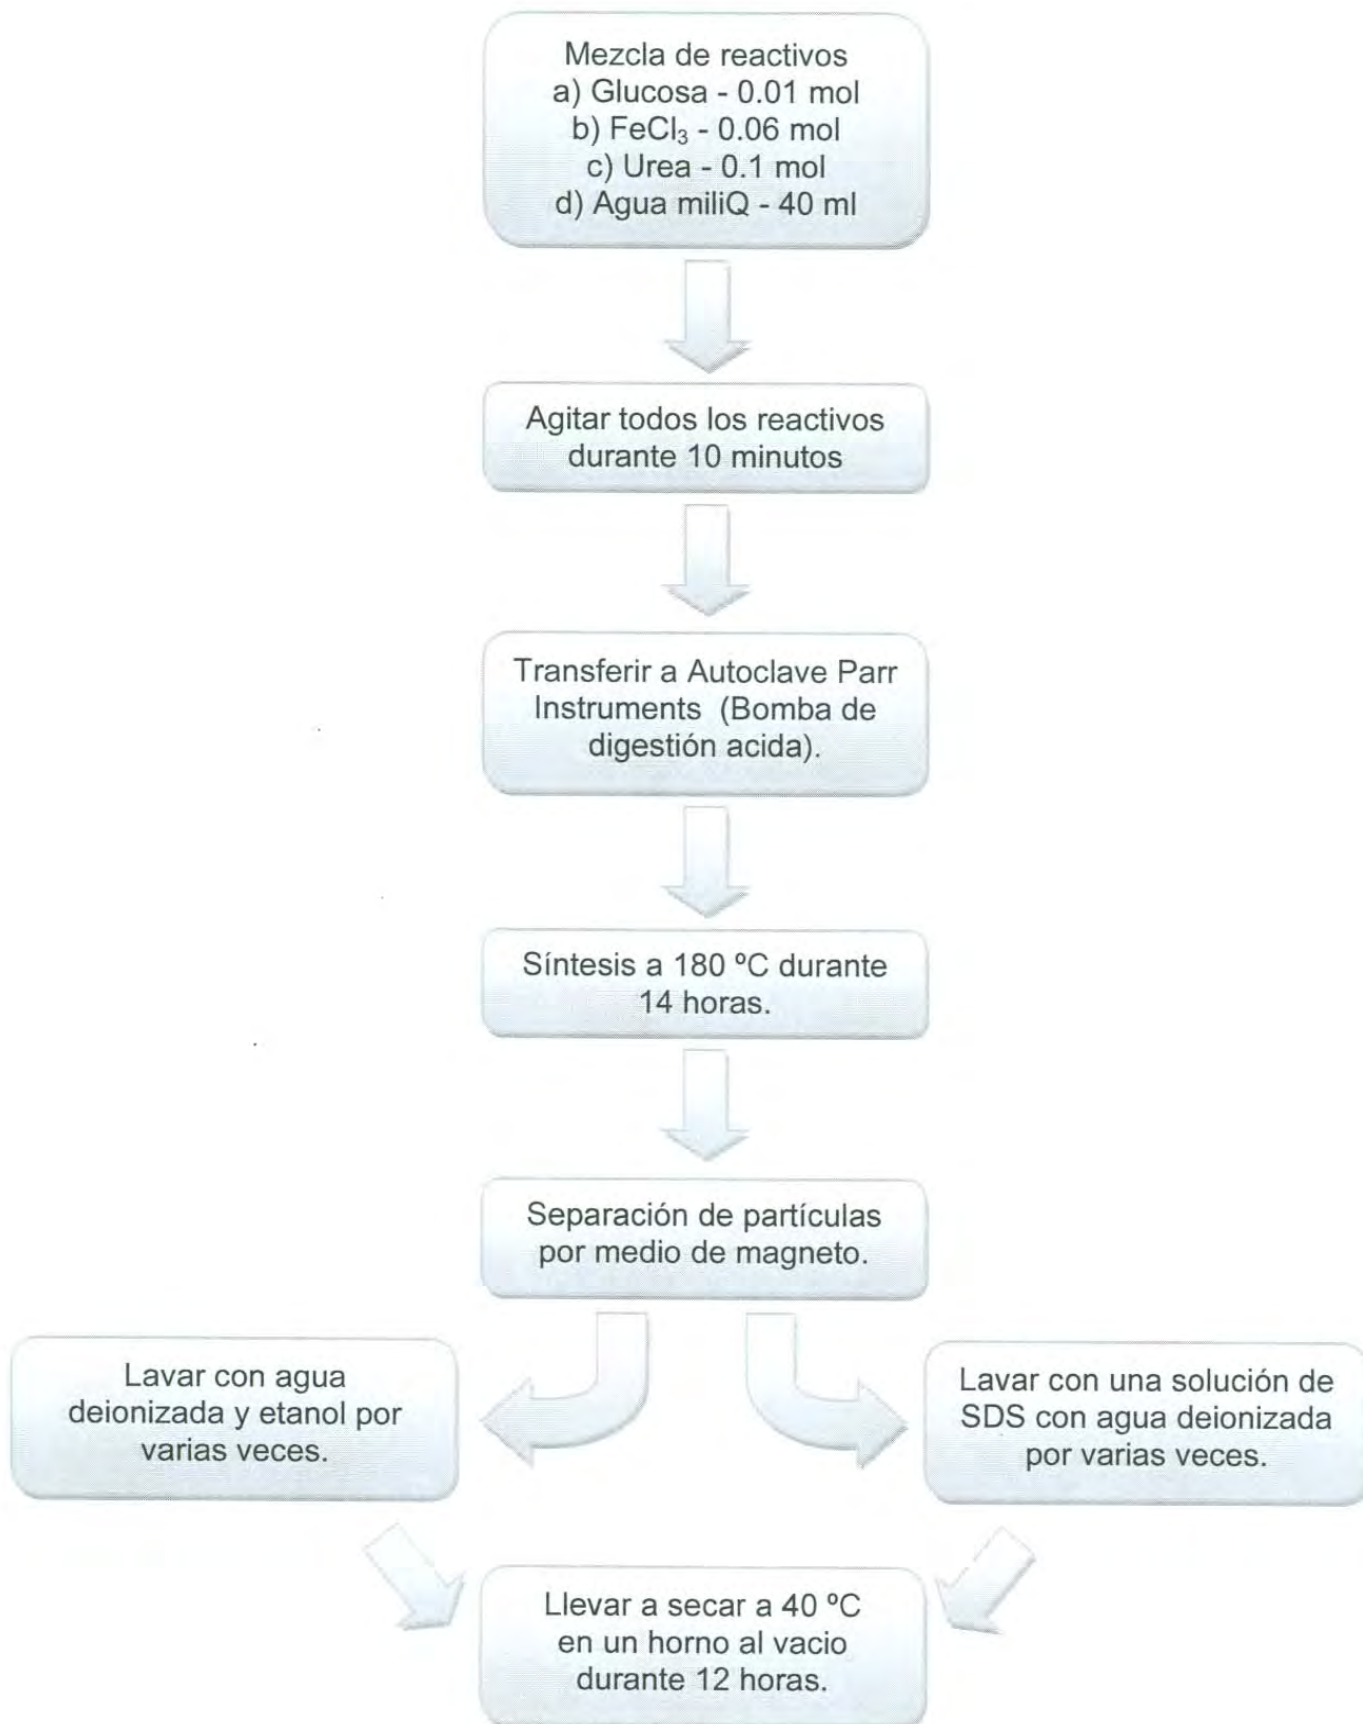 Mezcla de reactivos
a) Glucosa - 0.01 mol
b) FeCl₃ - 0.06 mol
c) Urea - 0.1 mol
d) Agua miliQ - 40 ml
Agitar todos los reactivos
durante 10 minutos
Transferir a Autoclave Parr
Instruments (Bomba de
digestión acida).
Síntesis a 180 ºC durante
14 horas.
Separación de partículas
por medio de magneto.
Lavar con agua
deionizada y etanol por
varias veces.
Lavar con una solución de
SDS con agua deionizada
por varias veces.
Llevar a secar a 40 ºC
en un horno al vacio
durante 12 horas.